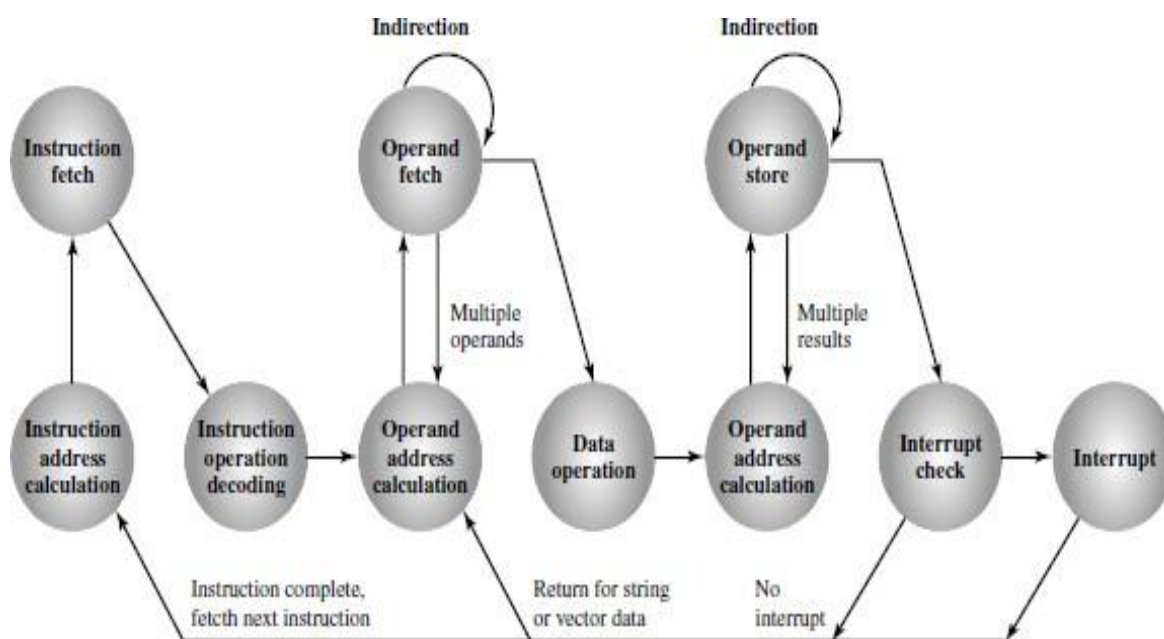 Indirection
Indirection
Instruction
fetch
Operand
fetch
Operand
store
Multiple
operands
Multiple
results
Instruction
address
calculation
Instruction
operation
decoding
Operand
address
calculation
Data
operation
Operand
address
calculation
Interrupt
check
Interrupt
Instruction complete,
fetcth next instruction
Return for string
or vector data
No
interrupt